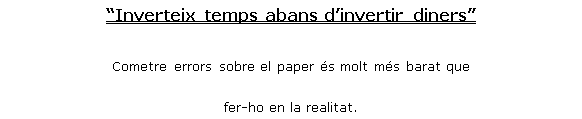 “Inverteix temps abans d’invertir diners”
Cometre errors sobre el paper és molt més barat que
fer-ho en la realitat.